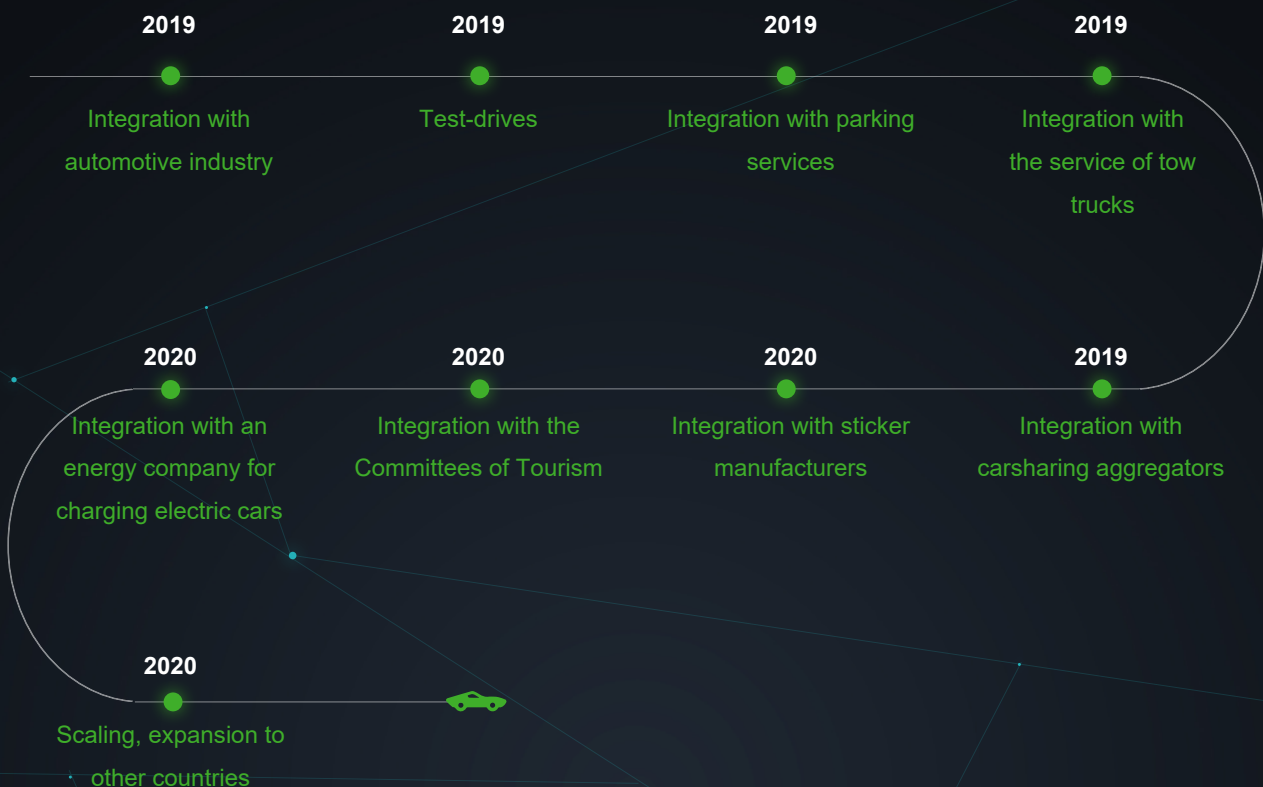 2019
Integration with
automotive industry
2019
Test-drives
2019
Integration with parking
services
2019
Integration with
the service of tow
trucks
2019
Integration with
carsharing aggregators
2020
Integration with sticker
manufacturers
2020
Integration with the
Committees of Tourism
2020
Integration with an
energy company for
charging electric cars
2020
Scaling, expansion to
other countries